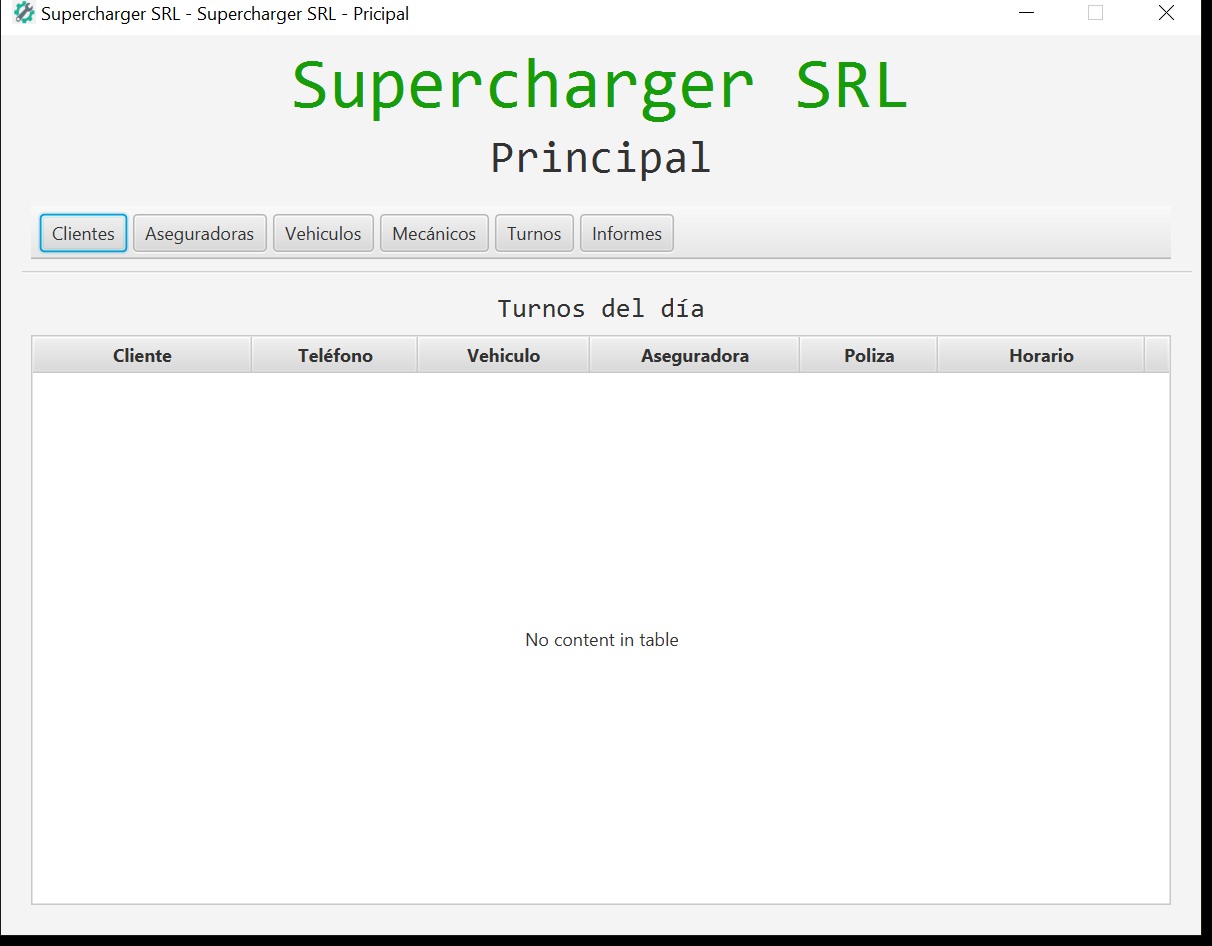 Supercharger SRL - Supercharger SRL - Pricipal
Supercharger SRL
Principal
Clientes Aseguradoras Vehiculos Mecánicos Turnos Informes
Turnos del día
Cliente Teléfono Vehiculo Aseguradora Poliza Horario
No content in table